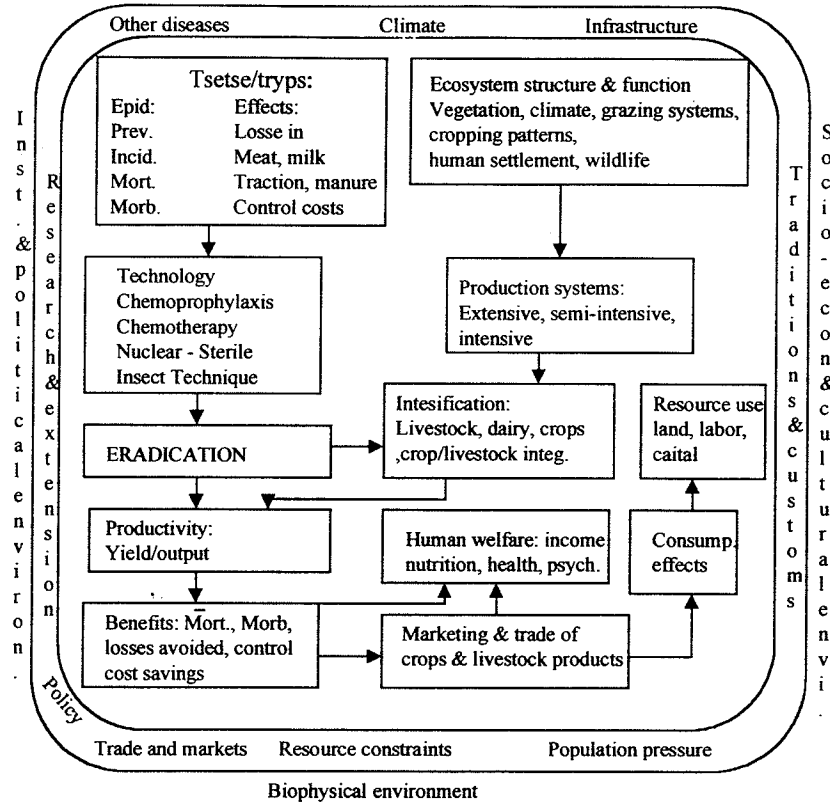 Other diseases
Climate
Infrastructure
Inst. & political environ.
Research & extension
Tsetse/tryps:
Epid: Effects:
Prev. Losse in
Incid. Meat, milk
Mort. Traction, manure
Morb. Control costs
Ecosystem structure & function
Vegetation, climate, grazing systems,
cropping patterns,
human settlement, wildlife
Traditions & customs
Socio-econ & cultural envi.
Technology
Chemoprophylaxis
Chemotherapy
Nuclear - Sterile
Insect Technique
Production systems:
Extensive, semi-intensive,
intensive
ERADICATION
Intesification:
Livestock, dairy, crops
,crop/livestock integ.
Resource use
land, labor,
caital
Productivity:
Yield/output
Human welfare: income
nutrition, health, psych.
Consump.
effects
Benefits: Mort., Morb,
losses avoided, control
cost savings
Marketing & trade of
crops & livestock products
Policy
Trade and markets
Resource constraints
Population pressure
Biophysical environment